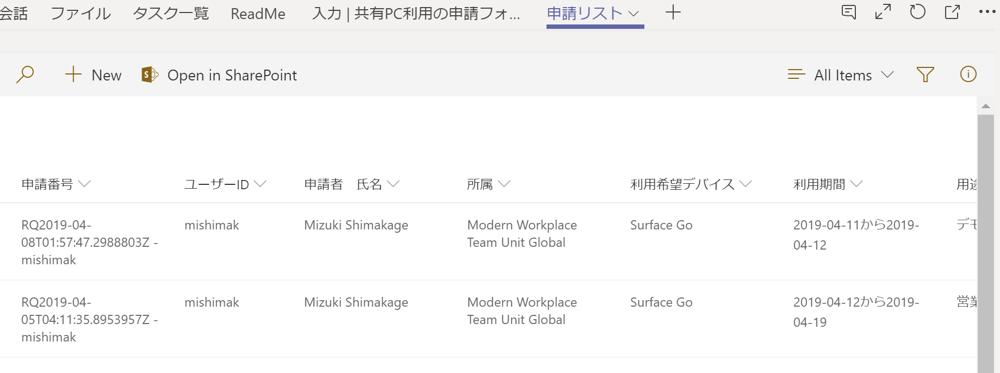 会話 ファイル タスク一覧 ReadMe 入力 | 共有PC利用の申請フォ... 申請リスト
New Open in SharePoint All Items
申請番号 ユーザーID 申請者　氏名 所属 利用希望デバイス 利用期間 用途
RQ2019-04- mishimak Mizuki Shimakage Modern Workplace Surface Go 2019-04-11から2019- デモ
08T01:57:47.2988803Z - Team Unit Global 04-12
mishimak
RQ2019-04- mishimak Mizuki Shimakage Modern Workplace Surface Go 2019-04-12から2019- 営業
05T04:11:35.8953957Z - Team Unit Global 04-19
mishimak